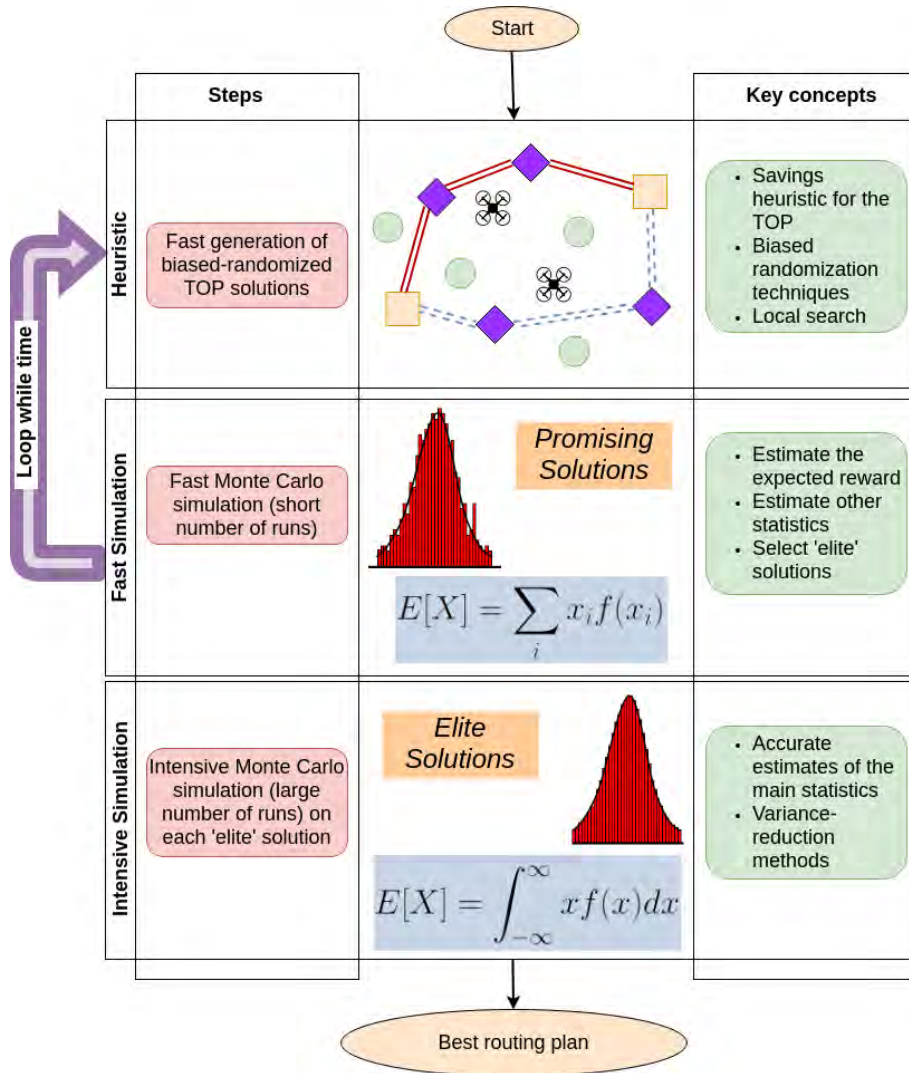 Start
Steps
Key concepts
Loop while time
Heuristic
Fast generation of
biased-randomized
TOP solutions
• Savings
heuristic for the
TOP
• Biased
randomization
techniques
• Local search
Fast Simulation
Fast Monte Carlo
simulation (short
number of runs)
Promising
Solutions
E[X] = ∑_i x_i f(x_i)
• Estimate the
expected reward
• Estimate other
statistics
• Select 'elite'
solutions
Intensive Simulation
Intensive Monte Carlo
simulation (large
number of runs) on
each 'elite' solution
Elite
Solutions
E[X] = ∫_{-∞}^{∞} xf(x)dx
• Accurate
estimates of the
main statistics
• Variance-
reduction
methods
Best routing plan